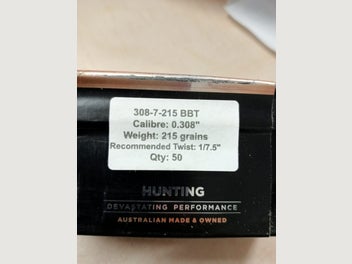 308-7-215 BBT
Calibre: 0.308"
Weight: 215 grains
Recommended Twist: 1/7.5"
Qty: 50
HUNTING
DEVASTATING PERFORMANCE
AUSTRALIAN MADE & OWNED